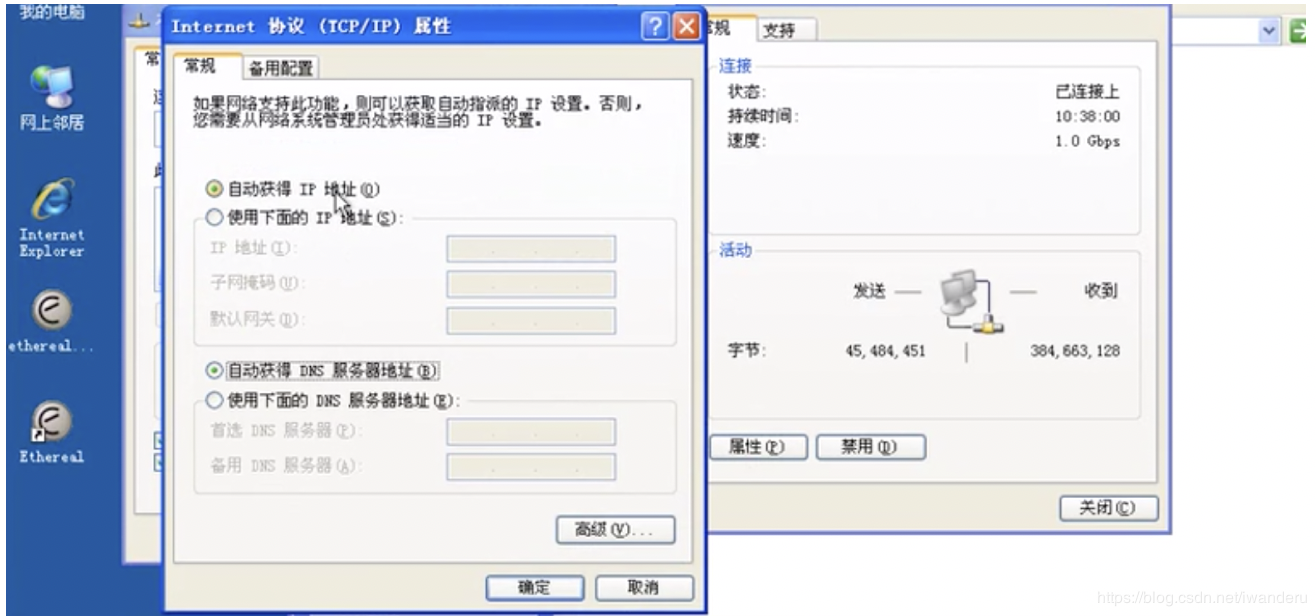 我的电脑
网上邻居
Internet
Explorer
ethereal...
Ethereal
Internet 协议 (TCP/IP) 属性
常规
备用配置
如果网络支持此功能,则可以获取自动指派的 IP 设置。否则,
您需要从网络系统管理员处获得适当的 IP 设置。
自动获得 IP 地址(O)
使用下面的 IP 地址(S):
IP 地址(I):
子网掩码(U):
默认网关(D):
自动获得 DNS 服务器地址(B)
使用下面的 DNS 服务器地址(E):
首选 DNS 服务器(P):
备用 DNS 服务器(A):
高级(V)...
确定
取消
常
常规
支持
连接
状态:
已连接上
持续时间:
10:38:00
速度:
1.0 Gbps
活动
发送
收到
字节:
45,484,451
384,663,128
属性(P)
禁用(D)
关闭(C)
https://blog.csdn.net/iwanderu